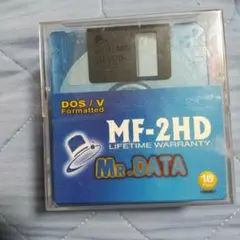 DOS / V
Formatted
MF-2HD
LIFETIME WARRANTY
MR.DATA
10